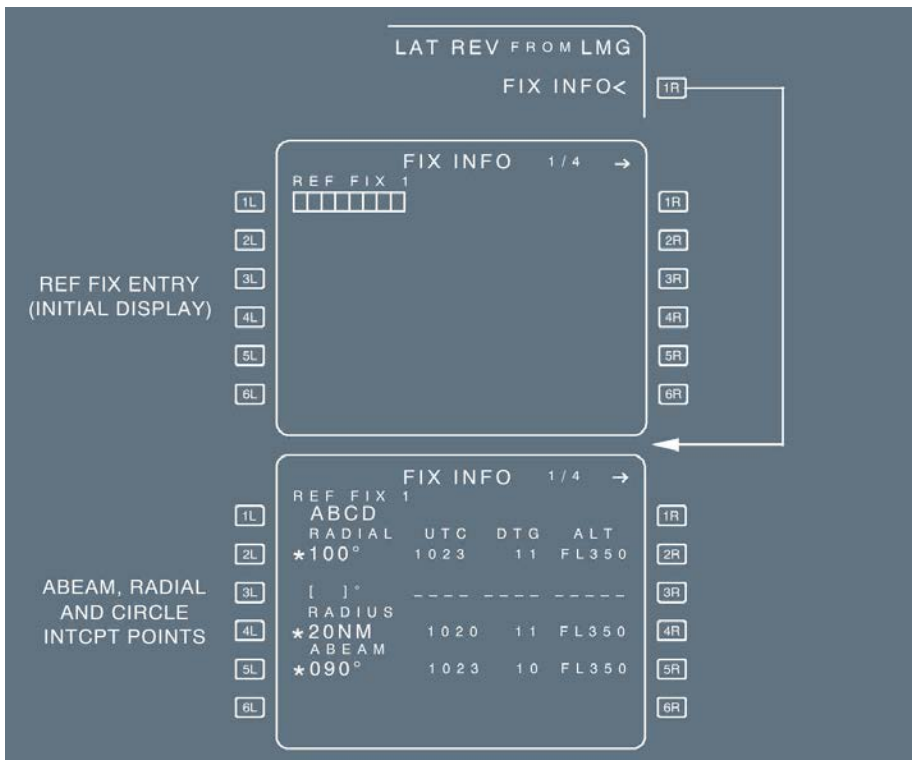 LAT REV FROM LMG
FIX INFO< 1R
FIX INFO 1/4 →
REF FIX 1
1L 1R
2L 2R
REF FIX ENTRY
(INITIAL DISPLAY)
3L 3R
4L 4R
5L 5R
6L 6R
FIX INFO 1/4 →
REF FIX 1
1L ABCD 1R
RADIAL UTC DTG ALT
2L *100° 1023 11 FL350 2R
ABEAM, RADIAL
AND CIRCLE
INTCPT POINTS
3L [ ]° ---- ---- ----- 3R
RADIUS
4L *20NM 1020 11 FL350 4R
ABEAM
5L *090° 1023 10 FL350 5R
6L 6R